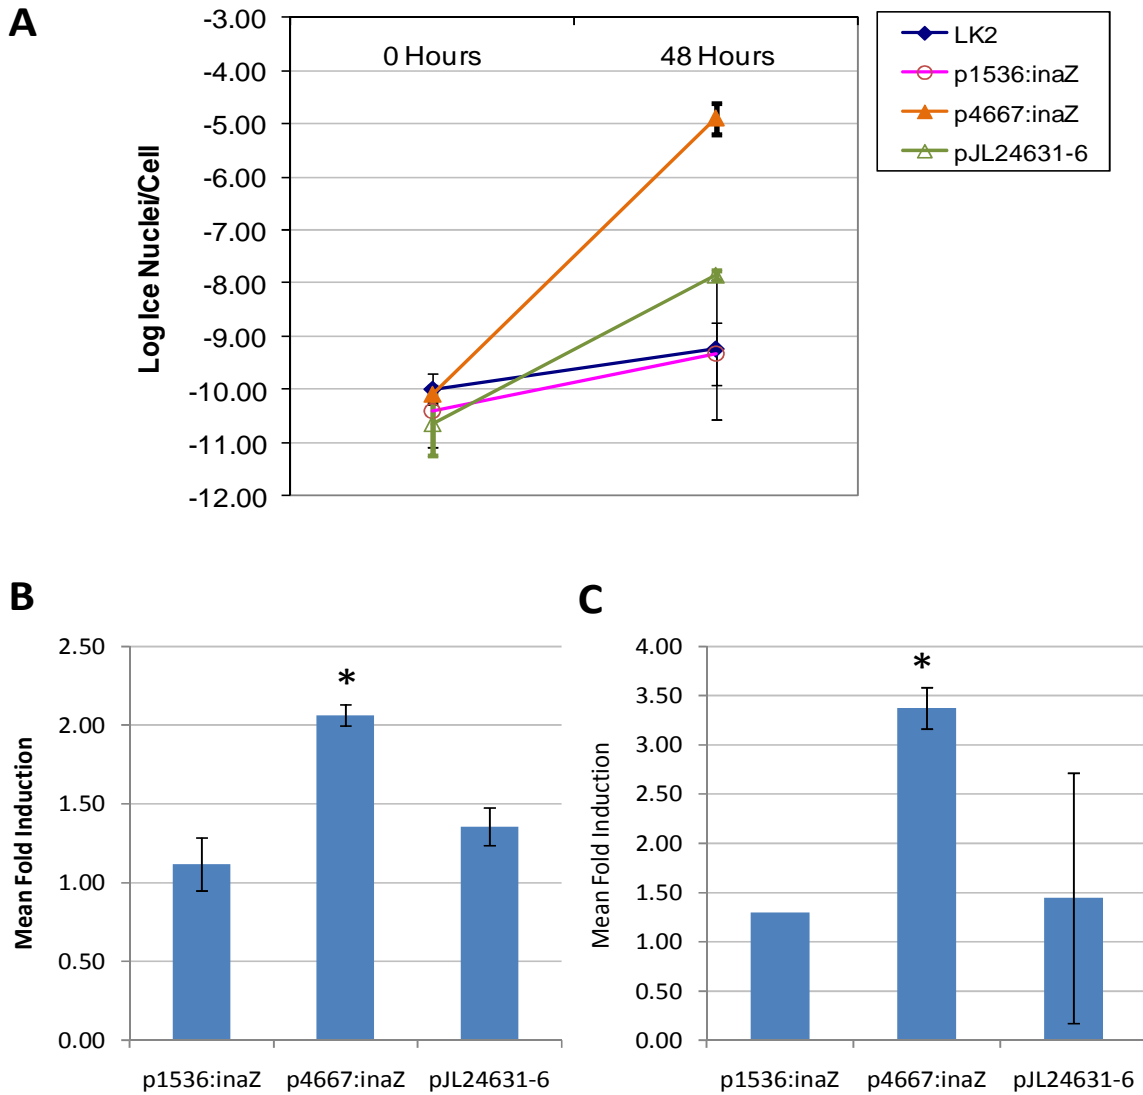 A
-3.00
-4.00
-5.00
-6.00
-7.00
-8.00
-9.00
-10.00
-11.00
-12.00
Log Ice Nuclei/Cell
0 Hours 48 Hours
LK2
p1536:inaZ
p4667:inaZ
pJL24631-6
B
2.50
2.00
1.50
1.00
0.50
0.00
Mean Fold Induction
*
p1536:inaZ p4667:inaZ pJL24631-6
C
4.00
3.50
3.00
2.50
2.00
1.50
1.00
0.50
0.00
Mean Fold Induction
*
p1536:inaZ p4667:inaZ pJL24631-6